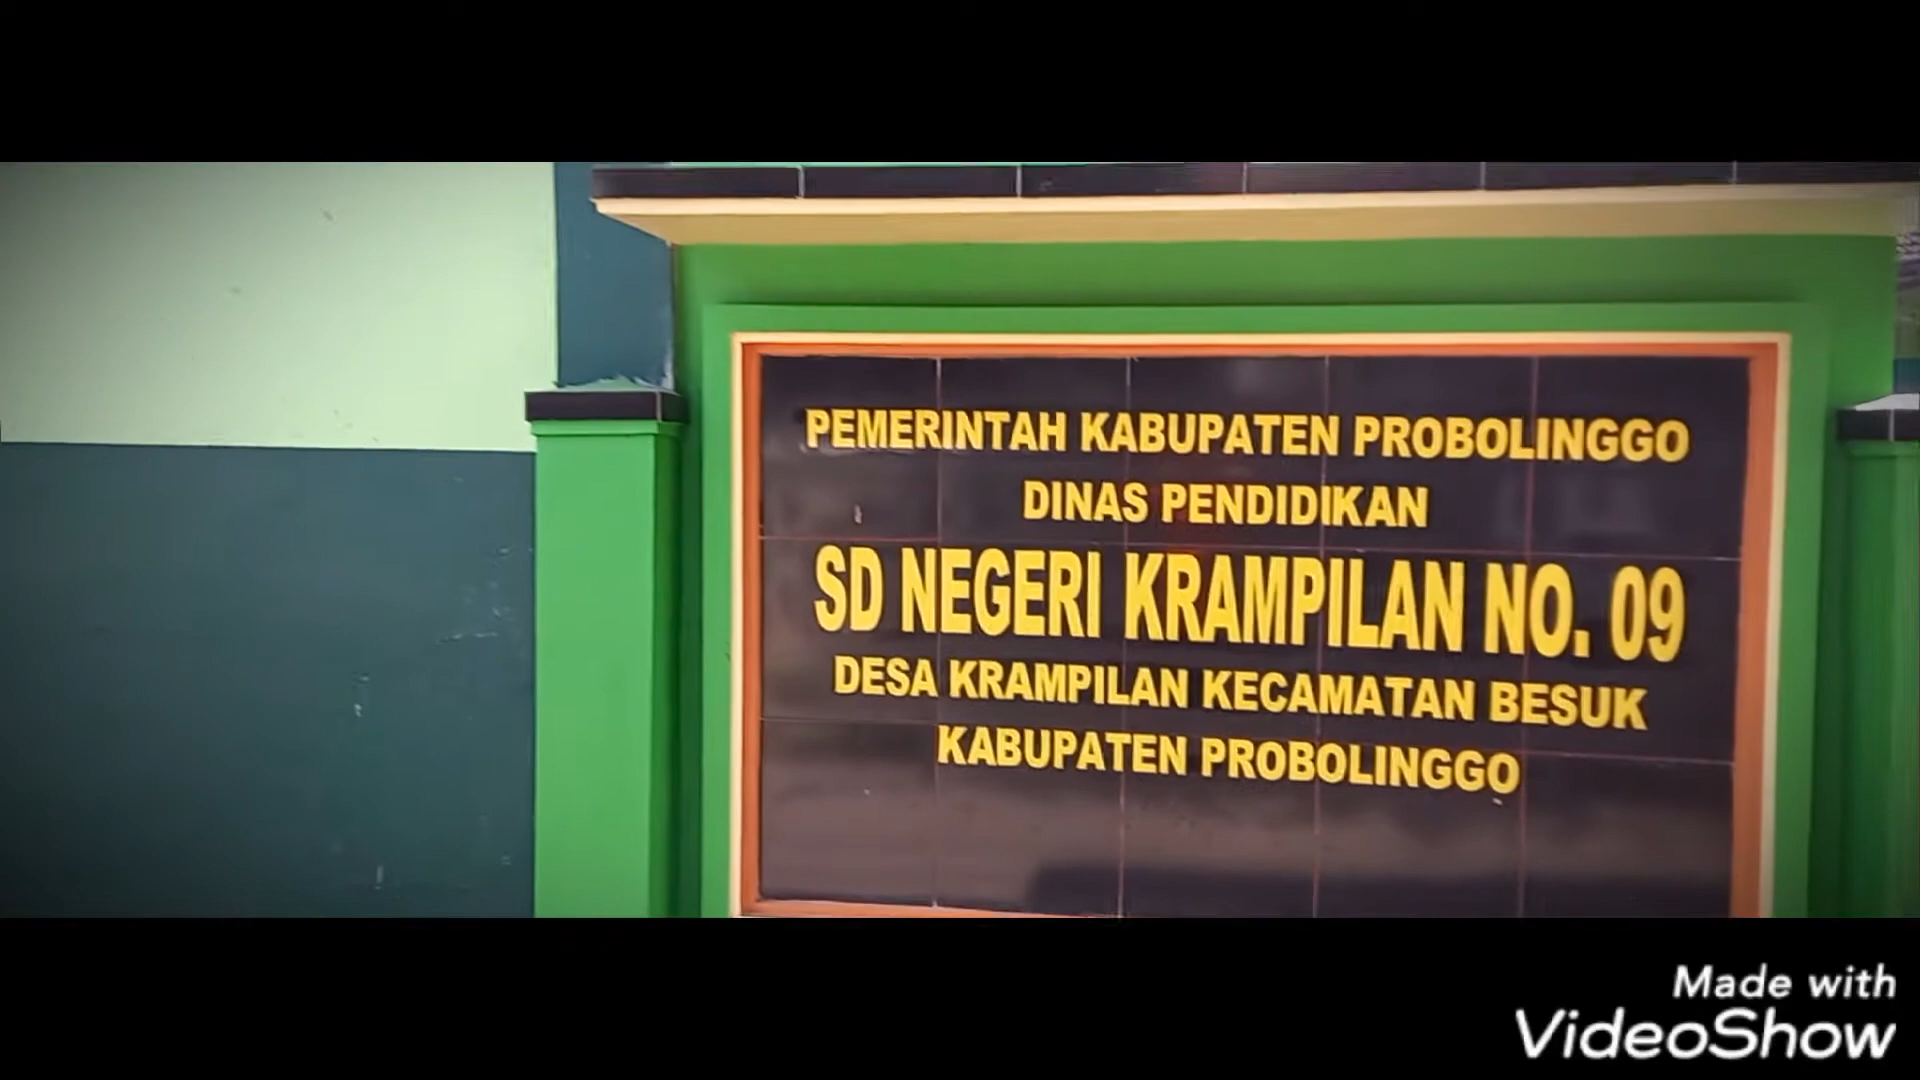 PEMERINTAH KABUPATEN PROBOLINGGO
DINAS PENDIDIKAN
SD NEGERI KRAMPILAN NO. 09
DESA KRAMPILAN KECAMATAN BESUK
KABUPATEN PROBOLINGGO
Made with
VideoShow